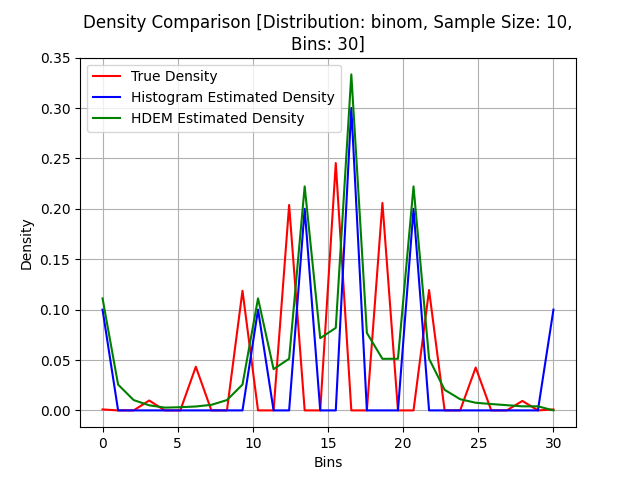 Density Comparison [Distribution: binom, Sample Size: 10,
Bins: 30]
True Density
Histogram Estimated Density
HDEM Estimated Density
Density
0.35
0.30
0.25
0.20
0.15
0.10
0.05
0.00
0 5 10 15 20 25 30
Bins